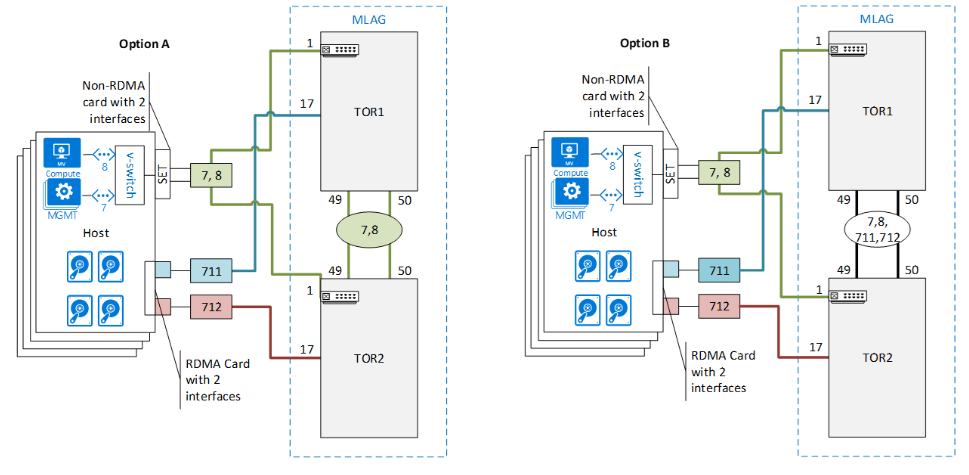 MLAG
Option A
1
Non-RDMA
card with 2
interfaces
17
TOR1
MV
Compute
8
v-switch
SET
7, 8
MGMT
7
49
50
Host
7,8
711
49
50
1
712
17
TOR2
RDMA Card
with 2
interfaces
MLAG
Option B
1
Non-RDMA
card with 2
interfaces
17
TOR1
MV
Compute
8
v-switch
SET
7, 8
MGMT
7
49
50
Host
7,8,
711,712
711
49
50
1
712
17
TOR2
RDMA Card
with 2
interfaces